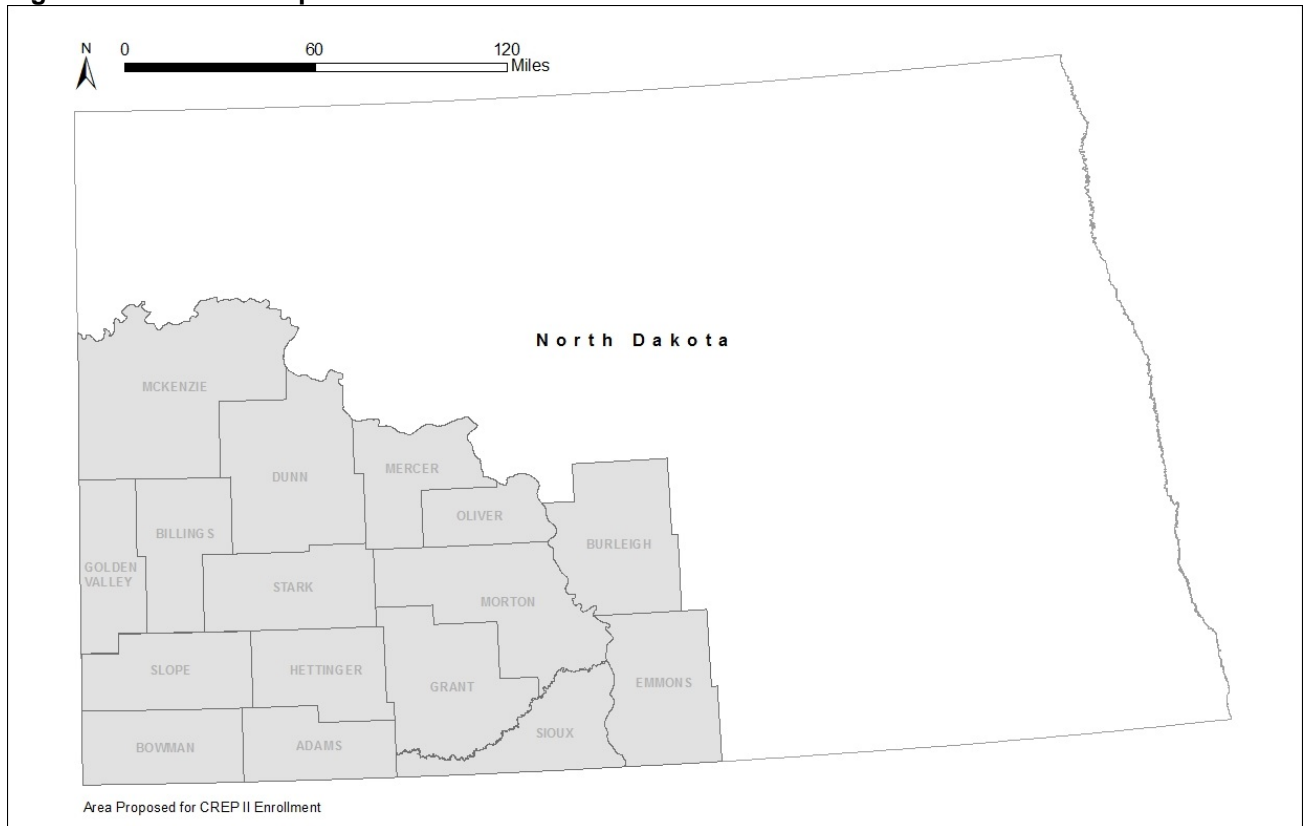 N 0 60 120
Miles
North Dakota
MCKENZIE
DUNN
MERCER
OLIVER
BILLINGS
BURLEIGH
GOLDEN
VALLEY
STARK
MORTON
SLOPE
HETTINGER
GRANT
EMMONS
SIOUX
BOWMAN
ADAMS
Area Proposed for CREP II Enrollment